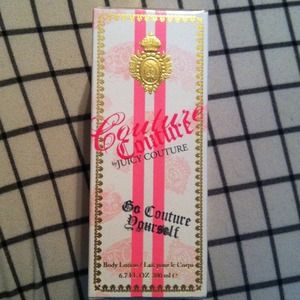 Couture
Couture
by JUICY COUTURE
Go Couture
Yourself
Body Lotion / Lait pour le Corps
6.7 FL OZ 200 ml ℮